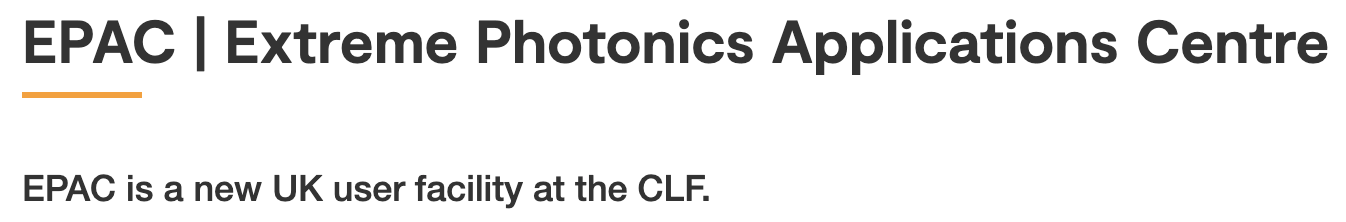 EPAC | Extreme Photonics Applications Centre
EPAC is a new UK user facility at the CLF.